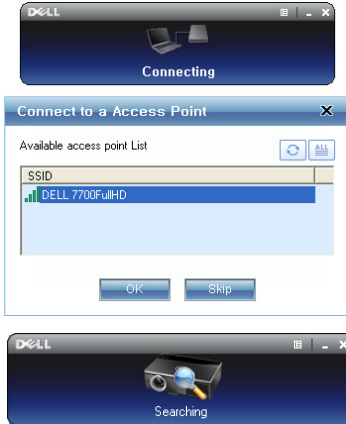 DELL
Connecting
Connect to a Access Point
Available access point List
ALL
SSID
DELL 7700FullHD
OK
Skip
DELL
Searching